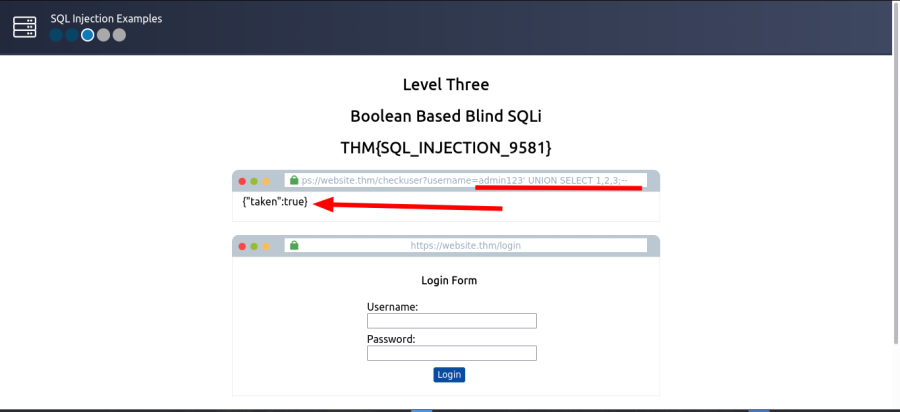 SQL Injection Examples
Level Three
Boolean Based Blind SQLi
THM{SQL_INJECTION_9581}
ps://website.thm/checkuser?username=admin123' UNION SELECT 1,2,3;--
{"taken":true}
https://website.thm/login
Login Form
Username:
Password:
Login